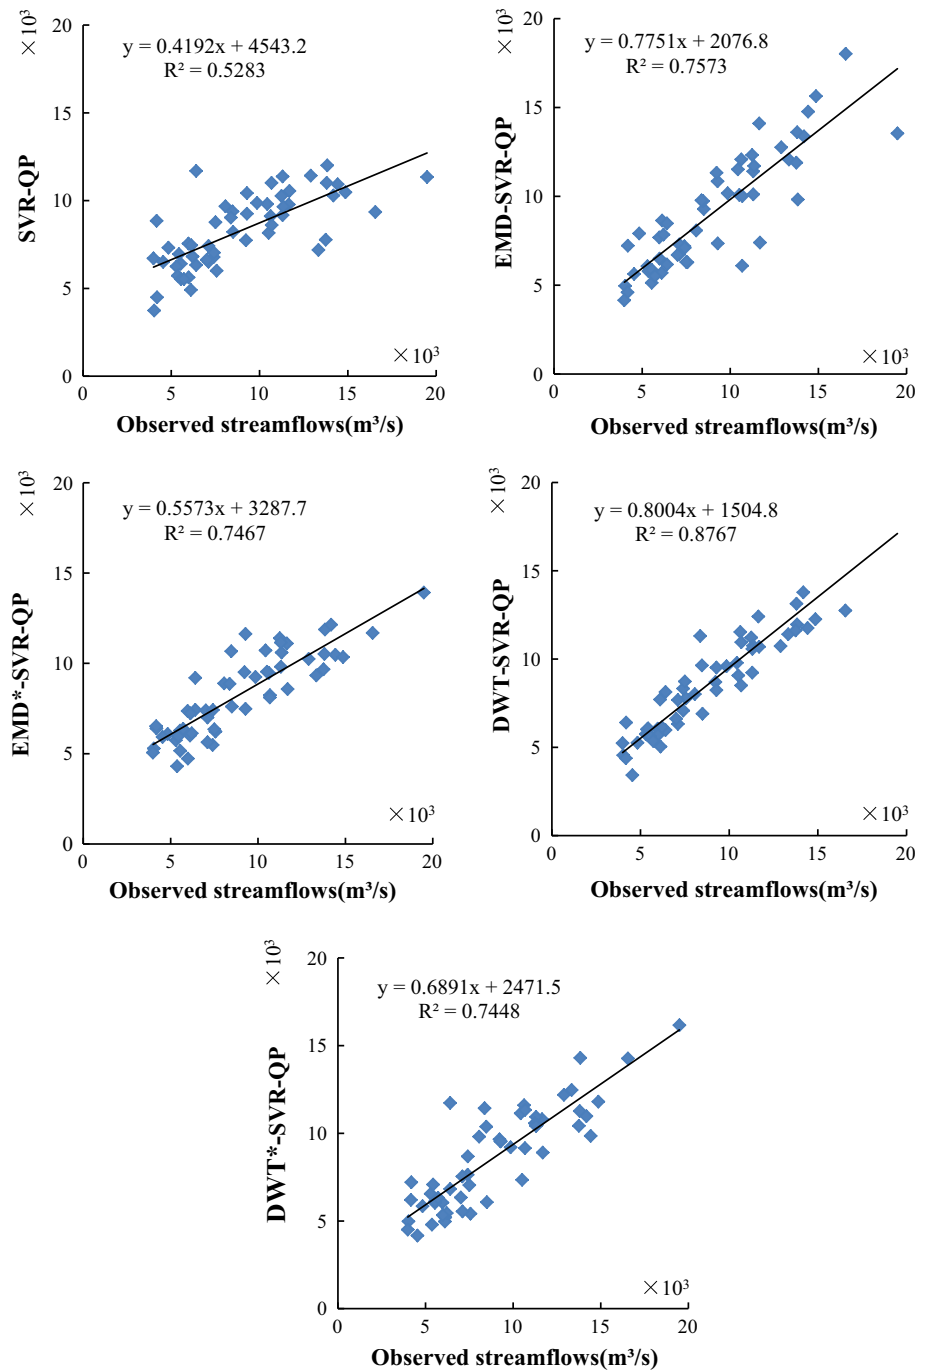 × 10³
20
y = 0.4192x + 4543.2
R² = 0.5283
15
10
5
0
SVR-QP
× 10³
0 5 10 15 20
Observed streamflows(m³/s)
× 10³
20
y = 0.7751x + 2076.8
R² = 0.7573
15
10
5
0
EMD-SVR-QP
× 10³
0 5 10 15 20
Observed streamflows(m³/s)
× 10³
20
y = 0.5573x + 3287.7
R² = 0.7467
15
10
5
0
EMD*-SVR-QP
× 10³
0 5 10 15 20
Observed streamflows(m³/s)
× 10³
20
y = 0.8004x + 1504.8
R² = 0.8767
15
10
5
0
DWT-SVR-QP
× 10³
0 5 10 15 20
Observed streamflows(m³/s)
× 10³
20
y = 0.6891x + 2471.5
R² = 0.7448
15
10
5
0
DWT*-SVR-QP
× 10³
0 5 10 15 20
Observed streamflows(m³/s)